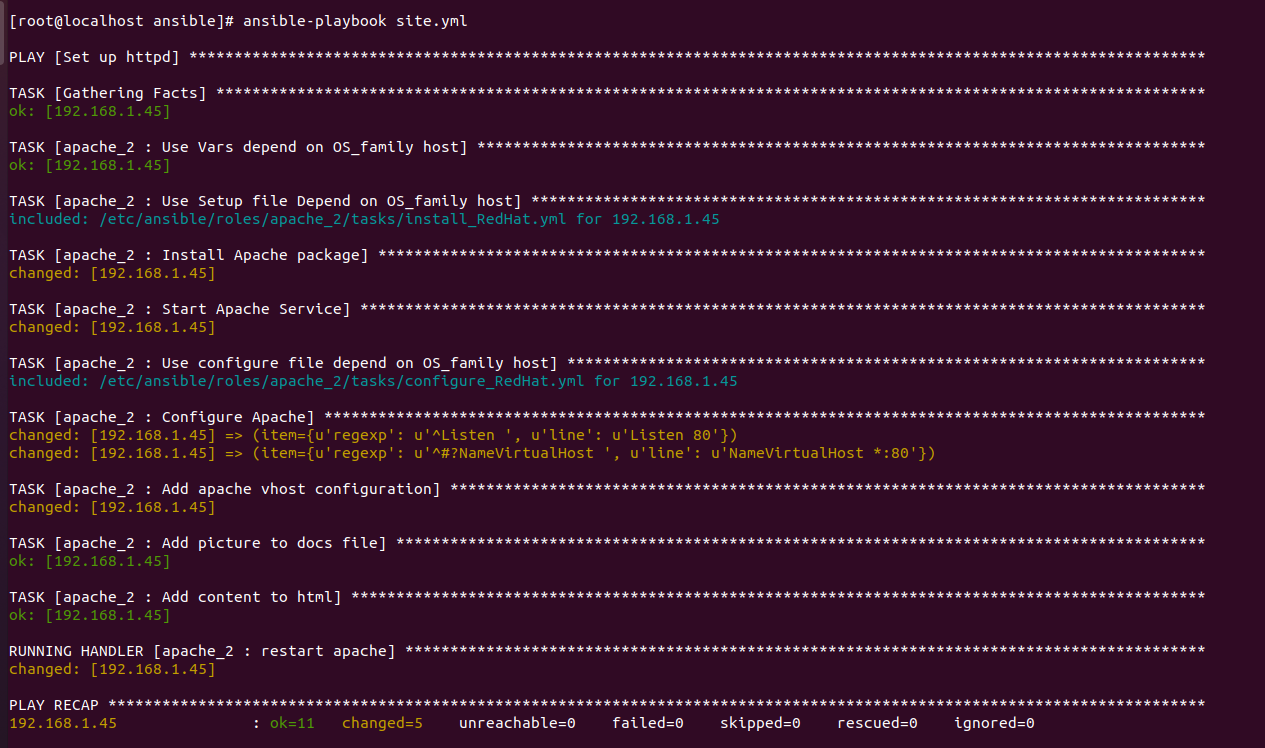 [root@localhost ansible]# ansible-playbook site.yml
PLAY [Set up httpd] *****************************************************************************************************************
TASK [Gathering Facts] **************************************************************************************************************
ok: [192.168.1.45]
TASK [apache_2 : Use Vars depend on OS_family host] *********************************************************************************
ok: [192.168.1.45]
TASK [apache_2 : Use Setup file Depend on OS_family host] ***************************************************************************
included: /etc/ansible/roles/apache_2/tasks/install_RedHat.yml for 192.168.1.45
TASK [apache_2 : Install Apache package] ********************************************************************************************
changed: [192.168.1.45]
TASK [apache_2 : Start Apache Service] **********************************************************************************************
changed: [192.168.1.45]
TASK [apache_2 : Use configure file depend on OS_family host] ***********************************************************************
included: /etc/ansible/roles/apache_2/tasks/configure_RedHat.yml for 192.168.1.45
TASK [apache_2 : Configure Apache] **************************************************************************************************
changed: [192.168.1.45] => (item={u'regexp': u'^Listen ', u'line': u'Listen 80'})
changed: [192.168.1.45] => (item={u'regexp': u'^#?NameVirtualHost ', u'line': u'NameVirtualHost *:80'})
TASK [apache_2 : Add apache vhost configuration] ************************************************************************************
changed: [192.168.1.45]
TASK [apache_2 : Add picture to docs file] ******************************************************************************************
ok: [192.168.1.45]
TASK [apache_2 : Add content to html] ***********************************************************************************************
ok: [192.168.1.45]
RUNNING HANDLER [apache_2 : restart apache] *****************************************************************************************
changed: [192.168.1.45]
PLAY RECAP **************************************************************************************************************************
192.168.1.45               : ok=11   changed=5    unreachable=0    failed=0    skipped=0    rescued=0    ignored=0